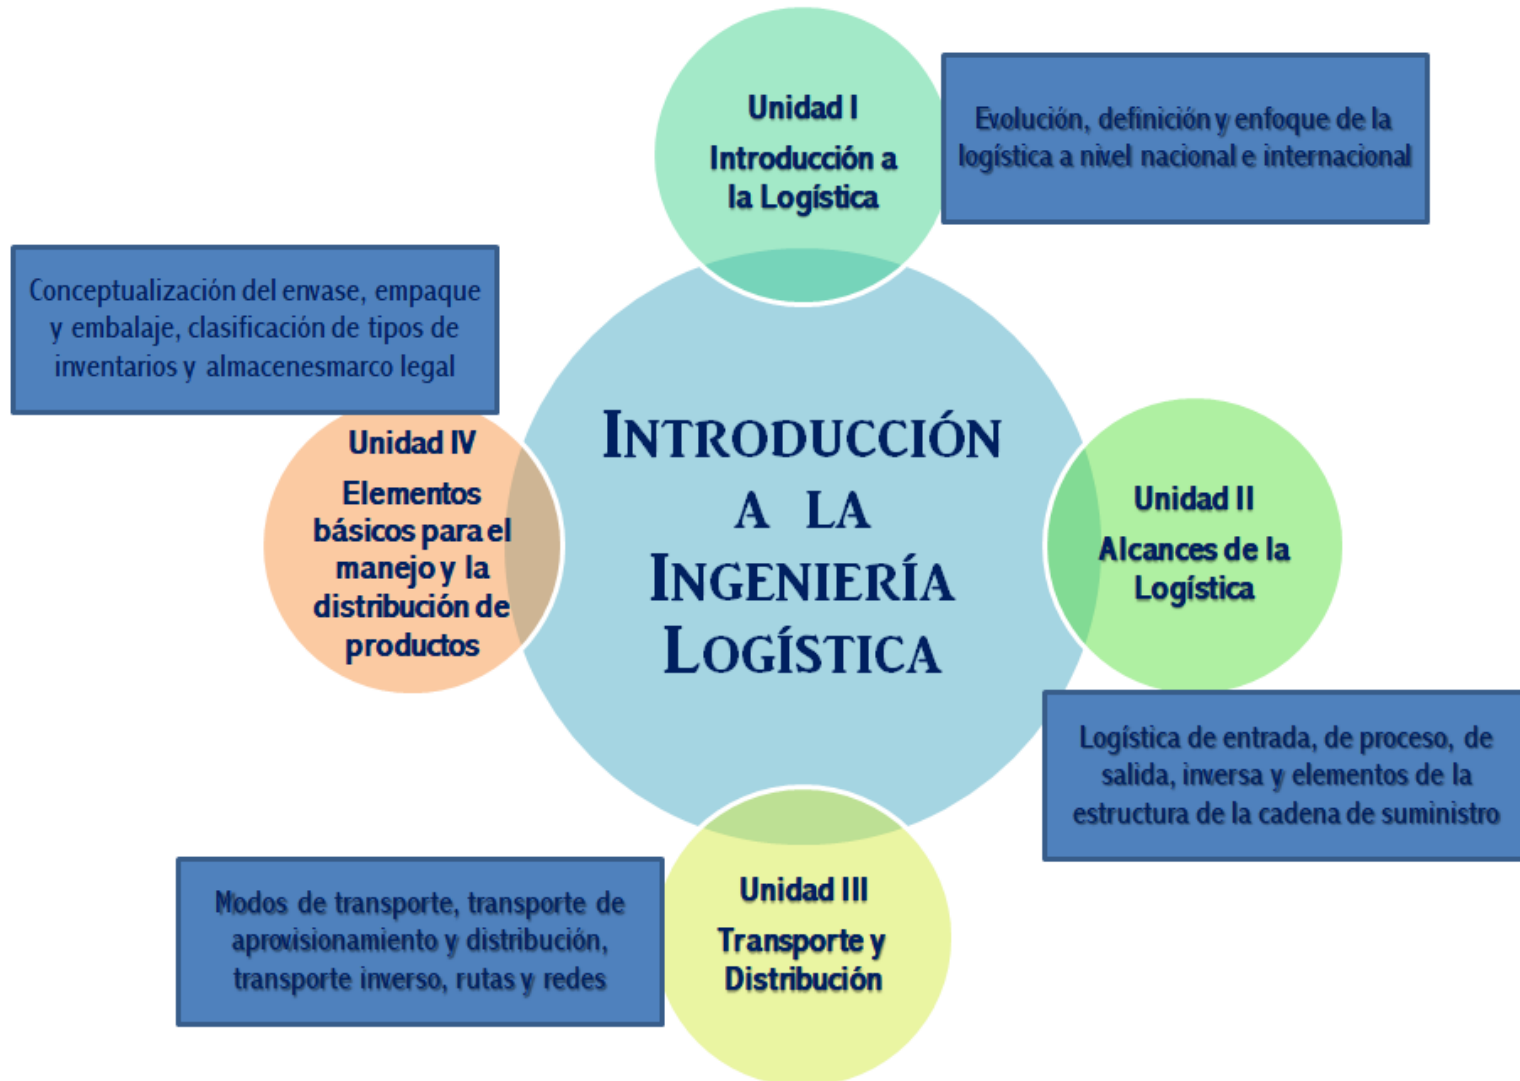 Unidad I
Introducción a
la Logística
Evolución, definición y enfoque de la
logística a nivel nacional e internacional
Conceptualización del envase, empaque
y embalaje, clasificación de tipos de
inventarios y almacenesmarco legal
Unidad IV
Elementos
básicos para el
manejo y la
distribución de
productos
INTRODUCCIÓN
A LA
INGENIERÍA
LOGÍSTICA
Unidad II
Alcances de la
Logística
Logística de entrada, de proceso, de
salida, inversa y elementos de la
estructura de la cadena de suministro
Modos de transporte, transporte de
aprovisionamiento y distribución,
transporte inverso, rutas y redes
Unidad III
Transporte y
Distribución